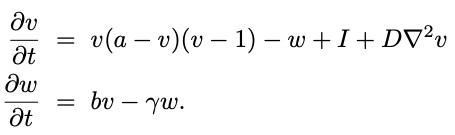 ∂v/∂t = v(a − v)(v − 1) − w + I + D∇²v
∂w/∂t = bv − γw.